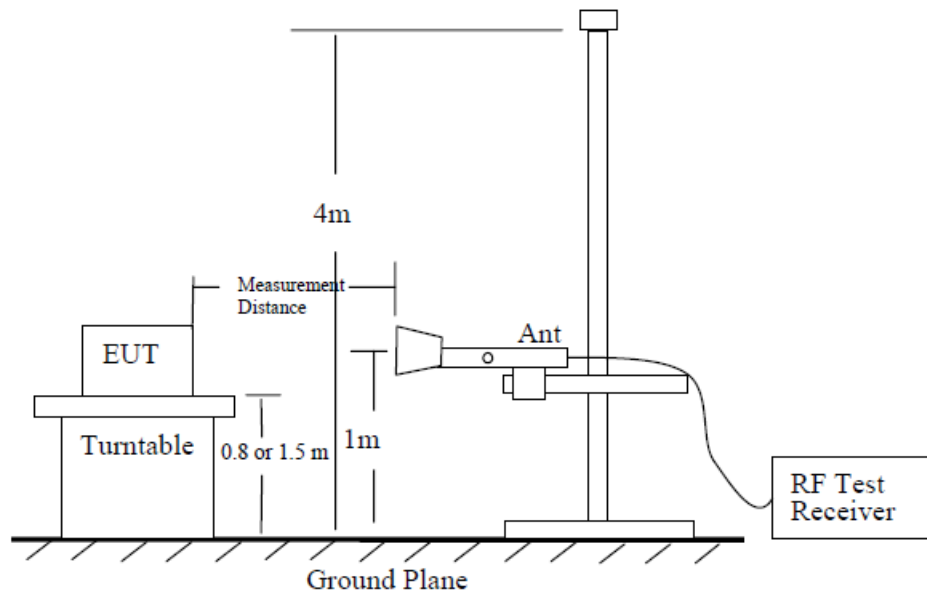 4m
Measurement
Distance
EUT
Ant
Turntable
0.8 or 1.5 m
1m
RF Test
Receiver
Ground Plane